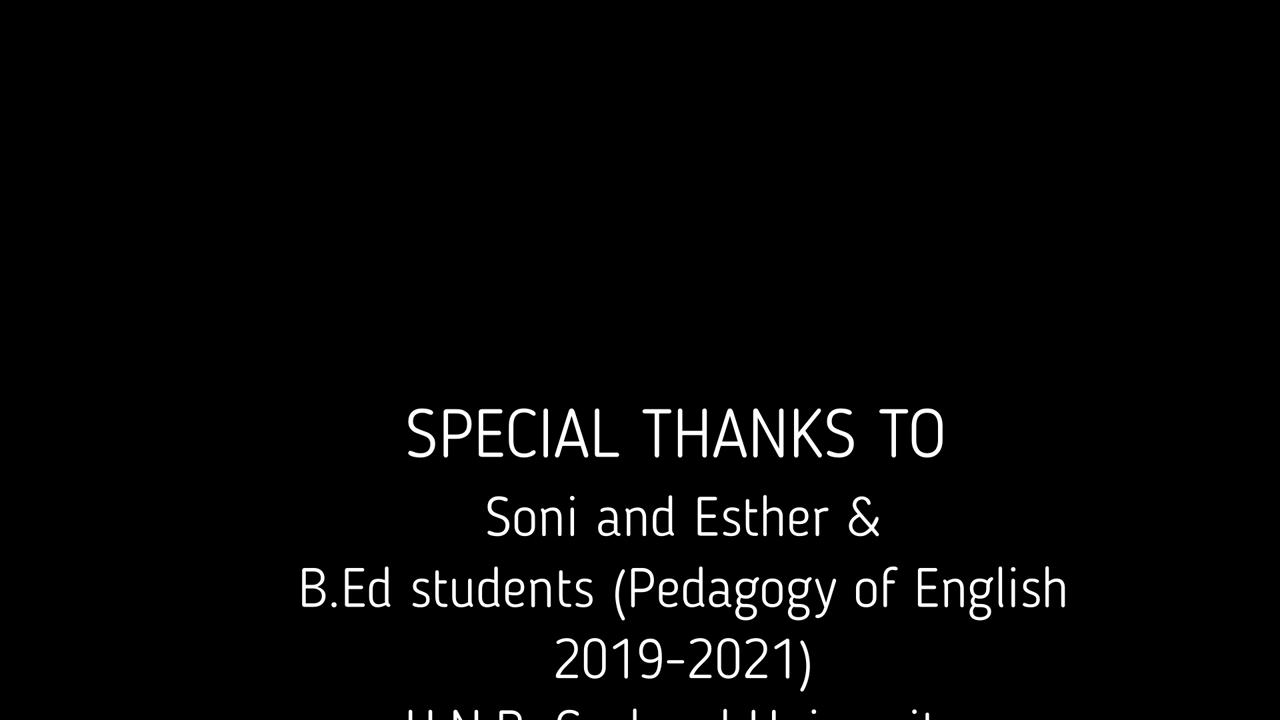 SPECIAL THANKS TO
Soni and Esther &
B.Ed students (Pedagogy of English
2019-2021)